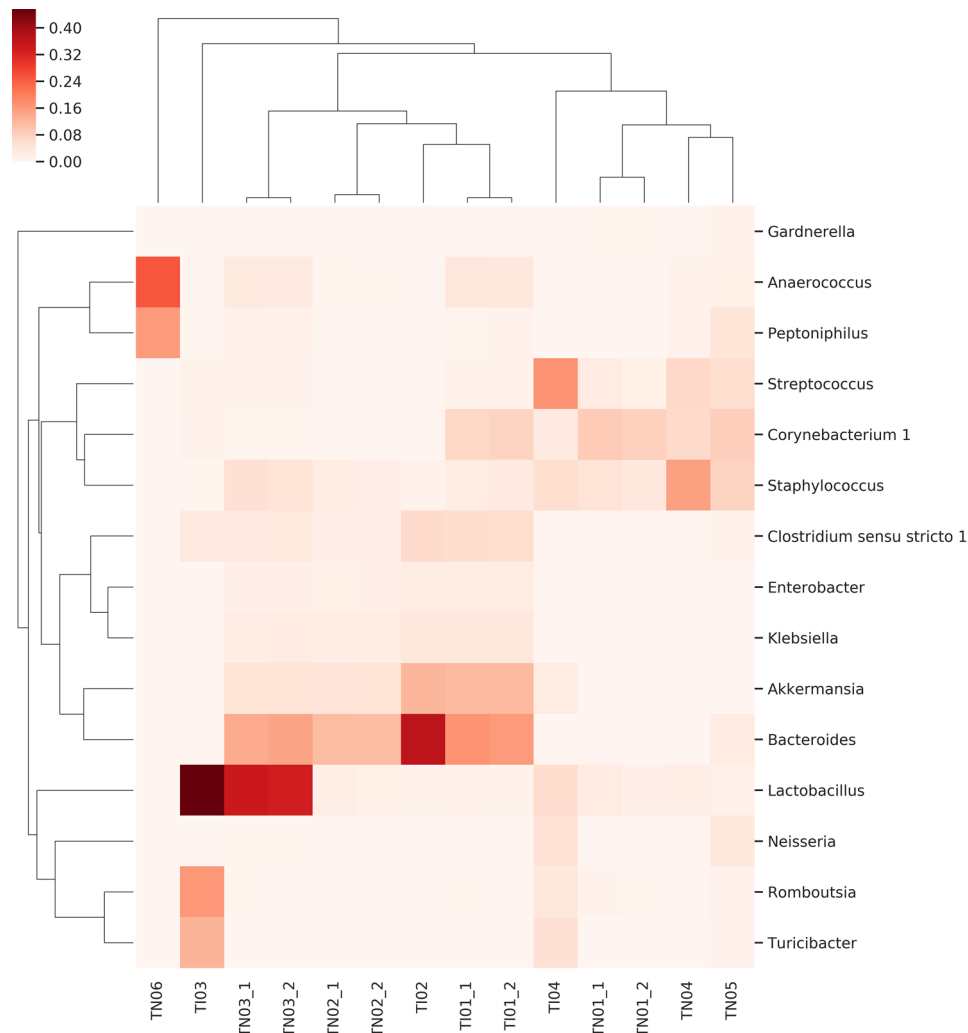 0.40
0.32
0.24
0.16
0.08
0.00
Gardnerella
Anaerococcus
Peptoniphilus
Streptococcus
Corynebacterium 1
Staphylococcus
Clostridium sensu stricto 1
Enterobacter
Klebsiella
Akkermansia
Bacteroides
Lactobacillus
Neisseria
Romboutsia
Turicibacter
TN06
TI03
TN03_1
TN03_2
TN02_1
TN02_2
TI02
TI01_1
TI01_2
TI04
TN01_1
TN01_2
TN04
TN05